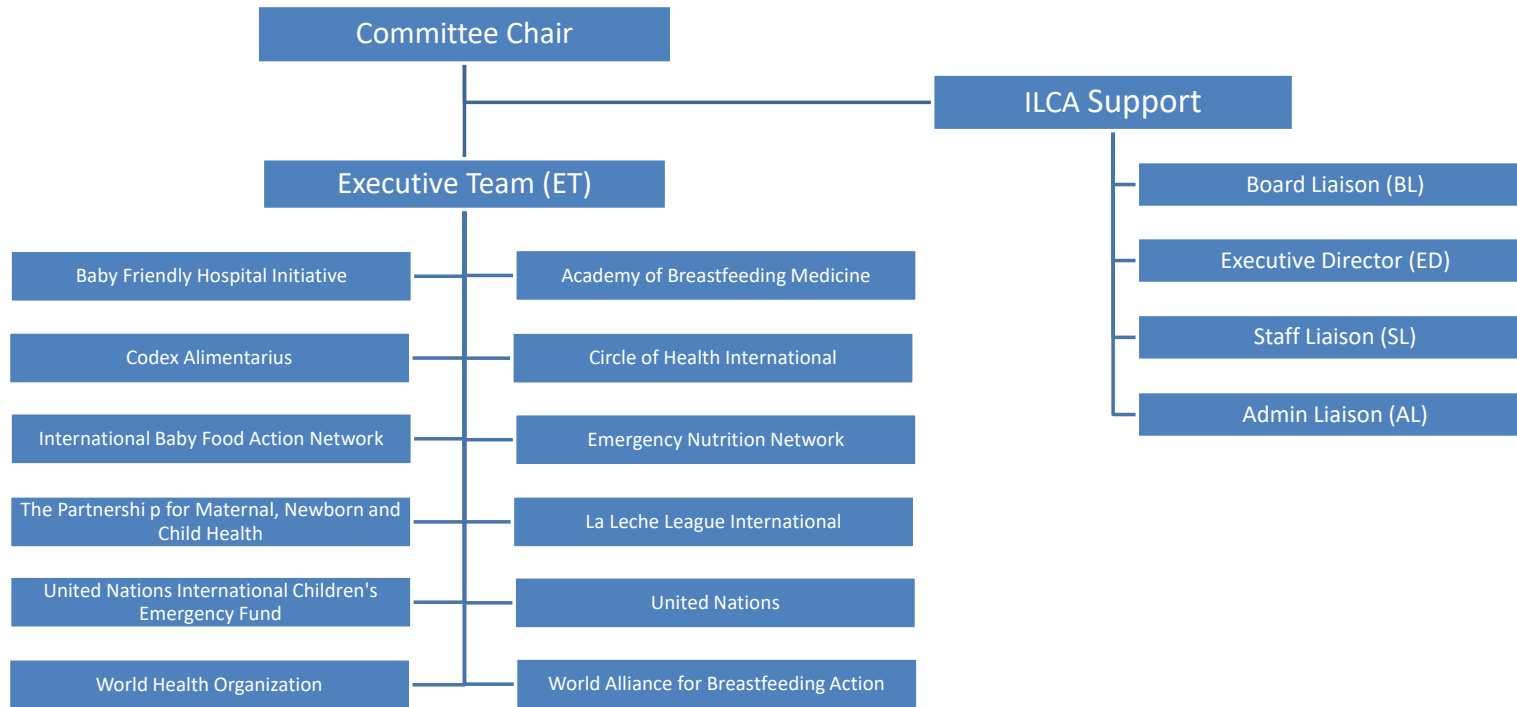 Committee Chair
ILCA Support
Executive Team (ET)
Board Liaison (BL)
Executive Director (ED)
Staff Liaison (SL)
Admin Liaison (AL)
Baby Friendly Hospital Initiative
Academy of Breastfeeding Medicine
Codex Alimentarius
Circle of Health International
International Baby Food Action Network
Emergency Nutrition Network
The Partnershi p for Maternal, Newborn and
Child Health
La Leche League International
United Nations International Children's
Emergency Fund
United Nations
World Health Organization
World Alliance for Breastfeeding Action